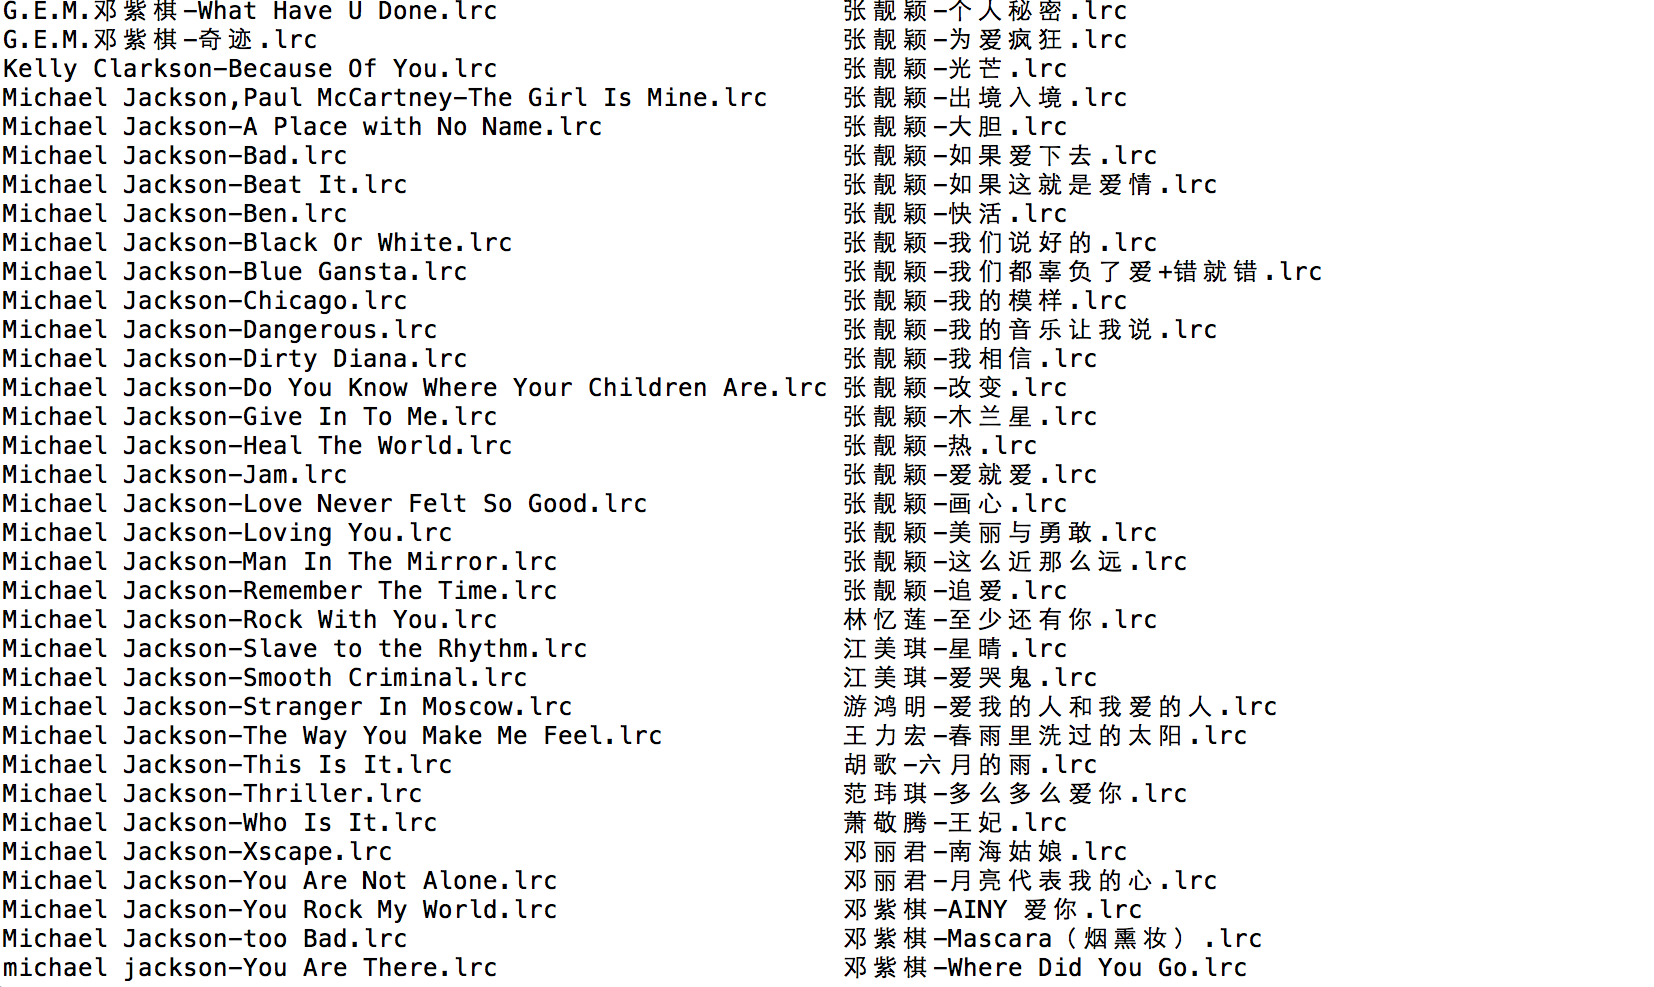 G.E.M.邓紫棋-What Have U Done.lrc
G.E.M.邓紫棋-奇迹.lrc
Kelly Clarkson-Because Of You.lrc
Michael Jackson,Paul McCartney-The Girl Is Mine.lrc
Michael Jackson-A Place with No Name.lrc
Michael Jackson-Bad.lrc
Michael Jackson-Beat It.lrc
Michael Jackson-Ben.lrc
Michael Jackson-Black Or White.lrc
Michael Jackson-Blue Gansta.lrc
Michael Jackson-Chicago.lrc
Michael Jackson-Dangerous.lrc
Michael Jackson-Dirty Diana.lrc
Michael Jackson-Do You Know Where Your Children Are.lrc
Michael Jackson-Give In To Me.lrc
Michael Jackson-Heal The World.lrc
Michael Jackson-Jam.lrc
Michael Jackson-Love Never Felt So Good.lrc
Michael Jackson-Loving You.lrc
Michael Jackson-Man In The Mirror.lrc
Michael Jackson-Remember The Time.lrc
Michael Jackson-Rock With You.lrc
Michael Jackson-Slave to the Rhythm.lrc
Michael Jackson-Smooth Criminal.lrc
Michael Jackson-Stranger In Moscow.lrc
Michael Jackson-The Way You Make Me Feel.lrc
Michael Jackson-This Is It.lrc
Michael Jackson-Thriller.lrc
Michael Jackson-Who Is It.lrc
Michael Jackson-Xscape.lrc
Michael Jackson-You Are Not Alone.lrc
Michael Jackson-You Rock My World.lrc
Michael Jackson-too Bad.lrc
michael jackson-You Are There.lrc
张靓颖-个人秘密.lrc
张靓颖-为爱疯狂.lrc
张靓颖-光芒.lrc
张靓颖-出境入境.lrc
张靓颖-大胆.lrc
张靓颖-如果爱下去.lrc
张靓颖-如果这就是爱情.lrc
张靓颖-快活.lrc
张靓颖-我们说好的.lrc
张靓颖-我们都辜负了爱+错就错.lrc
张靓颖-我的模样.lrc
张靓颖-我的音乐让我说.lrc
张靓颖-我相信.lrc
张靓颖-改变.lrc
张靓颖-木兰星.lrc
张靓颖-热.lrc
张靓颖-爱就爱.lrc
张靓颖-画心.lrc
张靓颖-美丽与勇敢.lrc
张靓颖-这么近那么远.lrc
张靓颖-追爱.lrc
林忆莲-至少还有你.lrc
江美琪-星晴.lrc
江美琪-爱哭鬼.lrc
游鸿明-爱我的人和我爱的人.lrc
王力宏-春雨里洗过的太阳.lrc
胡歌-六月的雨.lrc
范玮琪-多么多么爱你.lrc
萧敬腾-王妃.lrc
邓丽君-南海姑娘.lrc
邓丽君-月亮代表我的心.lrc
邓紫棋-AINY 爱你.lrc
邓紫棋-Mascara（烟熏妆）.lrc
邓紫棋-Where Did You Go.lrc